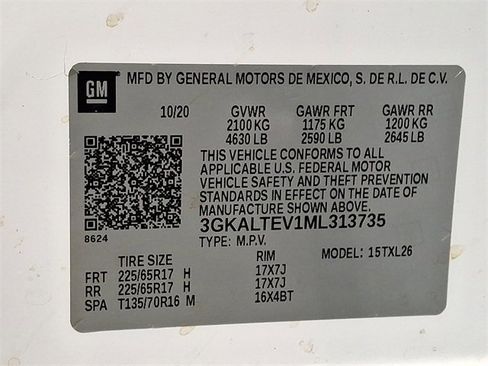 GM MFD BY GENERAL MOTORS DE MEXICO, S. DE R.L. DE C.V.
10/20 GVWR GAWR FRT GAWR RR
2100 KG 1175 KG 1200 KG
4630 LB 2590 LB 2645 LB
THIS VEHICLE CONFORMS TO ALL
APPLICABLE U.S. FEDERAL MOTOR
VEHICLE SAFETY AND THEFT PREVENTION
STANDARDS IN EFFECT ON THE DATE OF
MANUFACTURE SHOWN ABOVE.
3GKALTEV1ML313735
8624
TYPE: M.P.V. MODEL: 15TXL26
TIRE SIZE RIM
FRT 225/65R17 H 17X7J
RR 225/65R17 H 17X7J
SPA T135/70R16 M 16X4BT